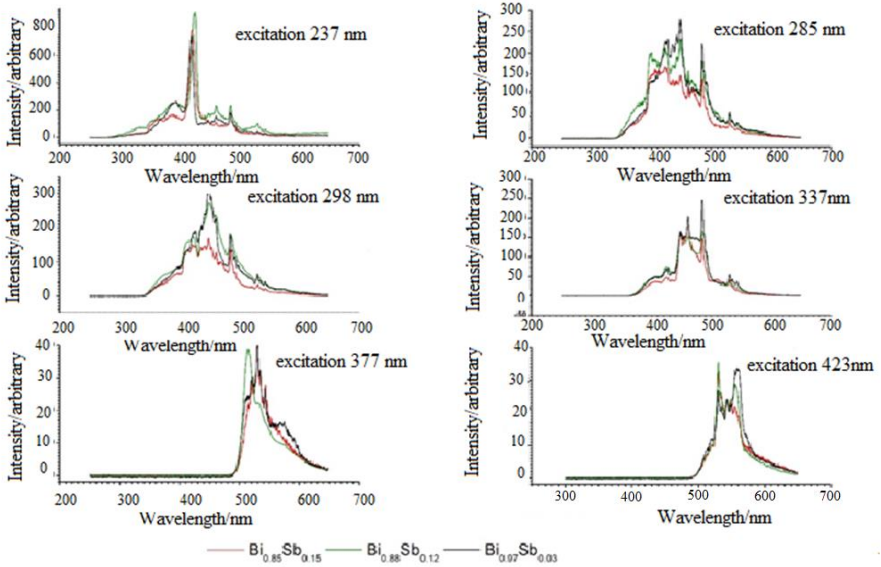 excitation 237 nm
Intensity/arbitrary
800
600
400
200
0
200 300 400 500 600 700
Wavelength/nm
excitation 285 nm
Intensity/arbitrary
300
250
200
150
100
50
0
200 300 400 500 600 700
Wavelength/nm
excitation 298 nm
Intensity/arbitrary
300
200
100
0
200 300 400 500 600 700
Wavelength/nm
excitation 337nm
Intensity/arbitrary
300
250
200
150
100
50
0
200 300 400 500 600 700
Wavelength/nm
excitation 377 nm
Intensity/arbitrary
40
30
20
10
0
200 300 400 500 600 700
Wavelength/nm
excitation 423nm
Intensity/arbitrary
40
30
20
10
0
300 400 500 600 700
Wavelength/nm
Bi0.85Sb0.15 Bi0.88Sb0.12 Bi0.97Sb0.03